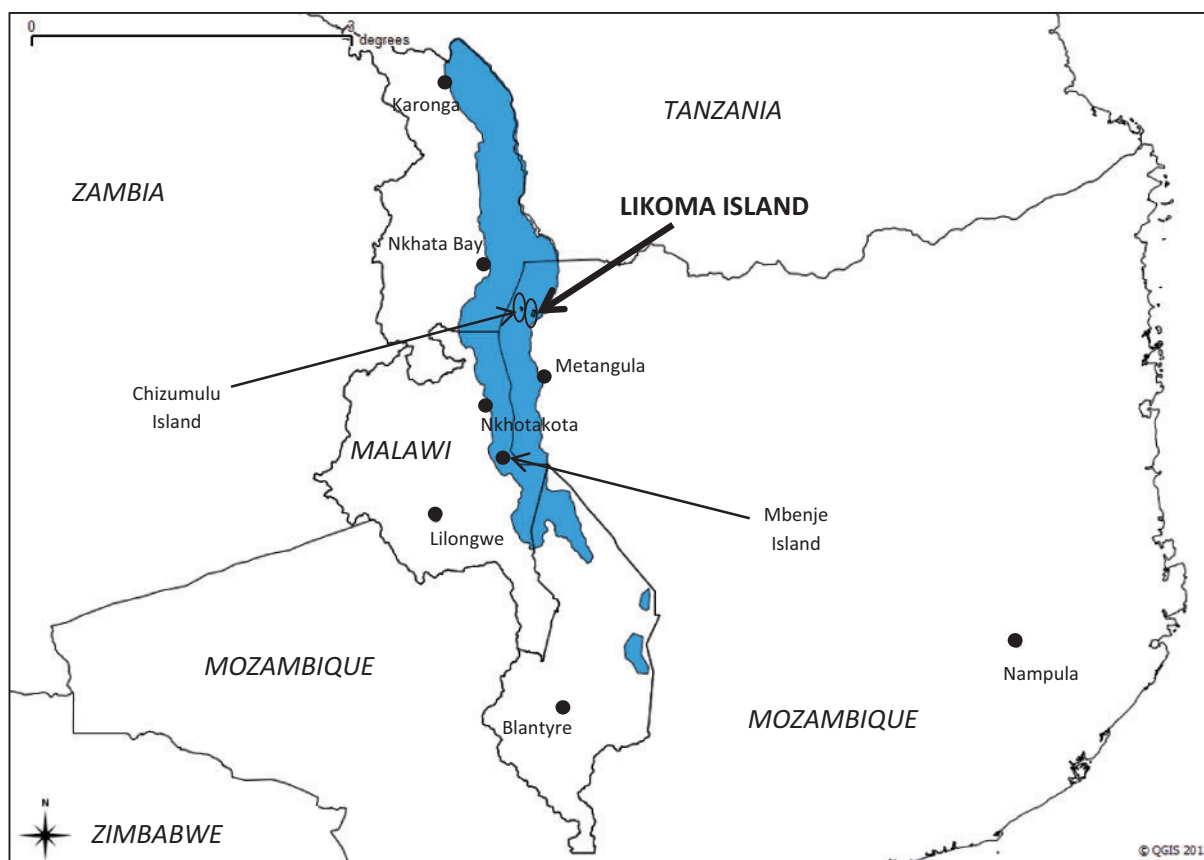 0 3
degrees
Karonga
TANZANIA
ZAMBIA
LIKOMA ISLAND
Nkhata Bay
Metangula
Chizumulu
Island
Nkhotakota
MALAWI
Mbenje
Island
Lilongwe
MOZAMBIQUE
Nampula
MOZAMBIQUE
Blantyre
N
ZIMBABWE
© QGIS 201